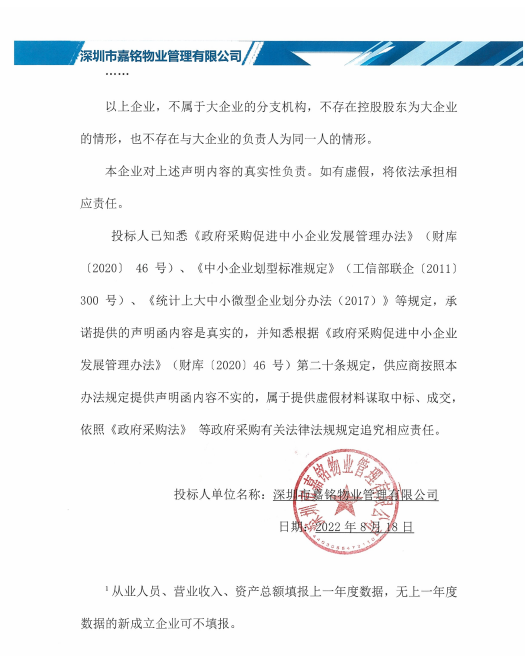 深圳市嘉铭物业管理有限公司
……
以上企业，不属于大企业的分支机构，不存在控股股东为大企业
的情形，也不存在与大企业的负责人为同一人的情形。
本企业对上述声明内容的真实性负责。如有虚假，将依法承担相
应责任。
投标人已知悉《政府采购促进中小企业发展管理办法》（财库
〔2020〕 46 号）、《中小企业划型标准规定》（工信部联企〔2011〕
300 号）、《统计上大中小微型企业划分办法（2017）》等规定，承
诺提供的声明函内容是真实的，并知悉根据《政府采购促进中小企业
发展管理办法》（财库〔2020〕46 号）第二十条规定，供应商按照本
办法规定提供声明函内容不实的，属于提供虚假材料谋取中标、成交，
依照《政府采购法》 等政府采购有关法律法规规定追究相应责任。
深圳市嘉铭物业管理有限公司
投标人单位名称：深圳市嘉铭物业管理有限公司
日期：2022 年 8 月 18 日
¹从业人员、营业收入、资产总额填报上一年度数据，无上一年度
数据的新成立企业可不填报。